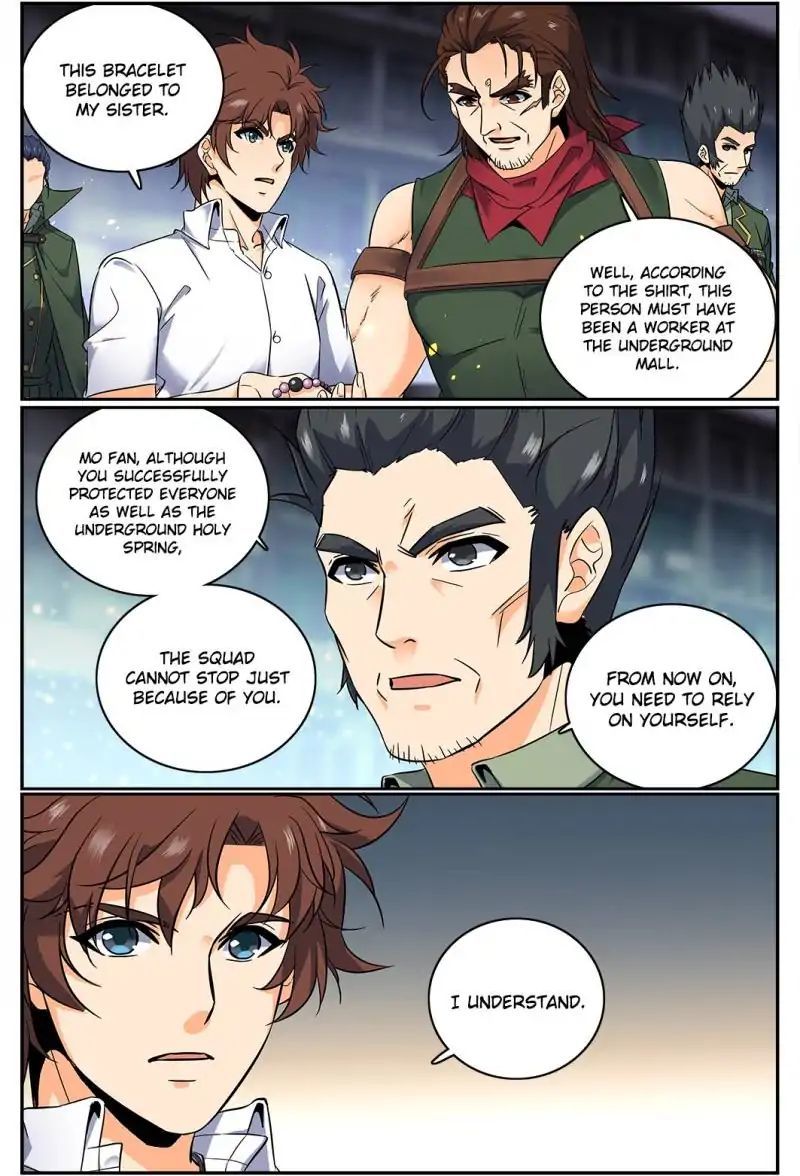 THIS BRACELET
BELONGED TO
MY SISTER.
WELL, ACCORDING
TO THE SHIRT, THIS
PERSON MUST HAVE
BEEN A WORKER AT
THE UNDERGROUND
MALL.
MO FAN, ALTHOUGH
YOU SUCCESSFULLY
PROTECTED EVERYONE
AS WELL AS THE
UNDERGROUND HOLY
SPRING,
THE SQUAD
CANNOT STOP JUST
BECAUSE OF YOU.
FROM NOW ON,
YOU NEED TO RELY
ON YOURSELF.
I UNDERSTAND.